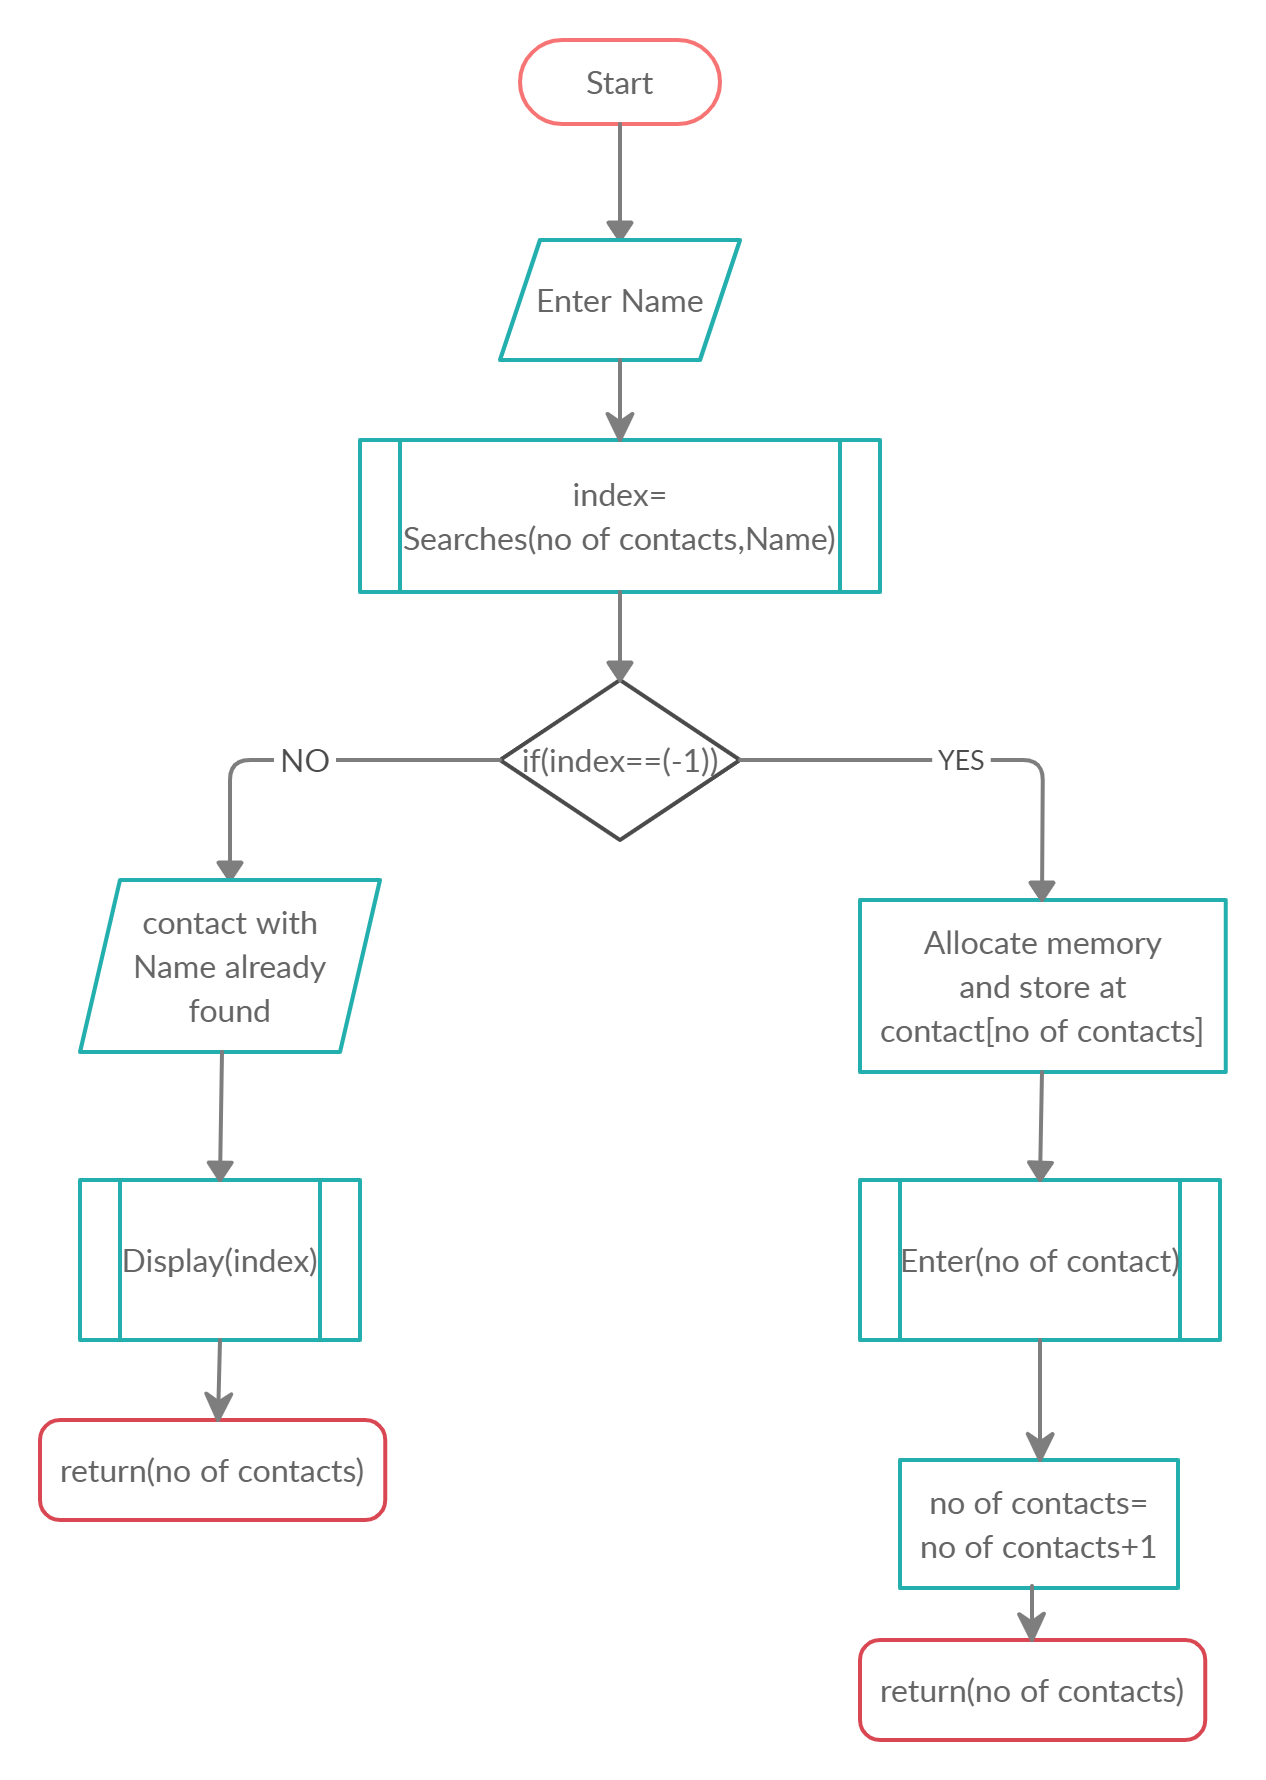 Start
Enter Name
index=
Searches(no of contacts,Name)
if(index==(-1))
NO
YES
contact with
Name already
found
Display(index)
return(no of contacts)
Allocate memory
and store at
contact[no of contacts]
Enter(no of contact)
no of contacts=
no of contacts+1
return(no of contacts)